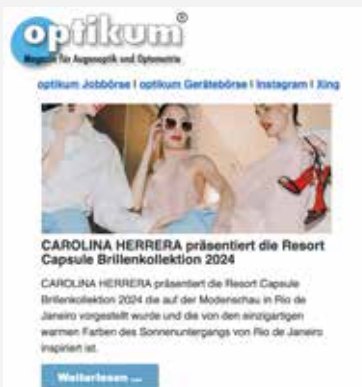 optikum®
Magazin für Augenoptik und Optometrie
optikum Jobbörse I optikum Gerätebörse I Instagram I Xing
CAROLINA HERRERA präsentiert die Resort
Capsule Brillenkollektion 2024
CAROLINA HERRERA präsentiert die Resort Capsule
Brillenkollektion 2024 die auf der Modenschau in Rio de
Janeiro vorgestellt wurde und die von den einzigartigen
warmen Farben des Sonnenuntergangs von Rio de Janeiro
inspiriert ist.
Weiterlesen ...